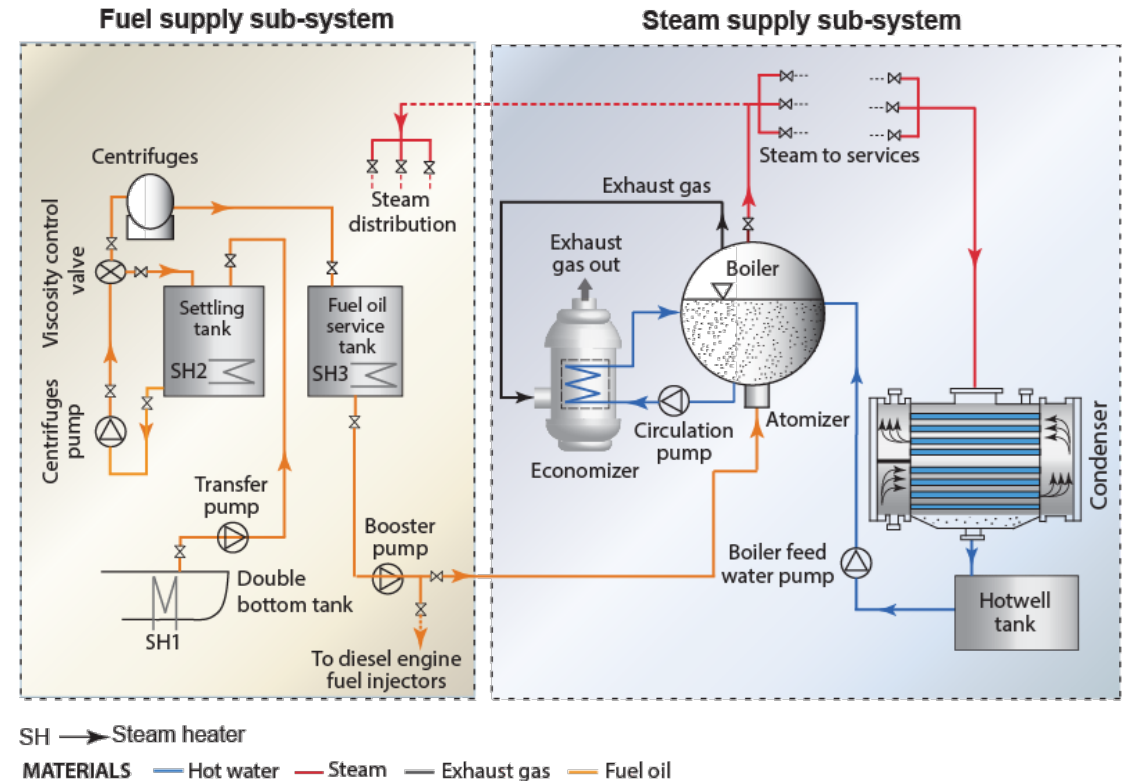 Fuel supply sub-system
Steam supply sub-system
Centrifuges
Viscosity control
valve
Centrifuges
pump
Settling
tank
SH2
Fuel oil
service
tank
SH3
Steam
distribution
Transfer
pump
Booster
pump
Double
bottom tank
SH1
To diesel engine
fuel injectors
Steam to services
Exhaust gas
Exhaust
gas out
Boiler
Economizer
Circulation
pump
Atomizer
Boiler feed
water pump
Condenser
Hotwell
tank
SH Steam heater
MATERIALS Hot water Steam Exhaust gas Fuel oil